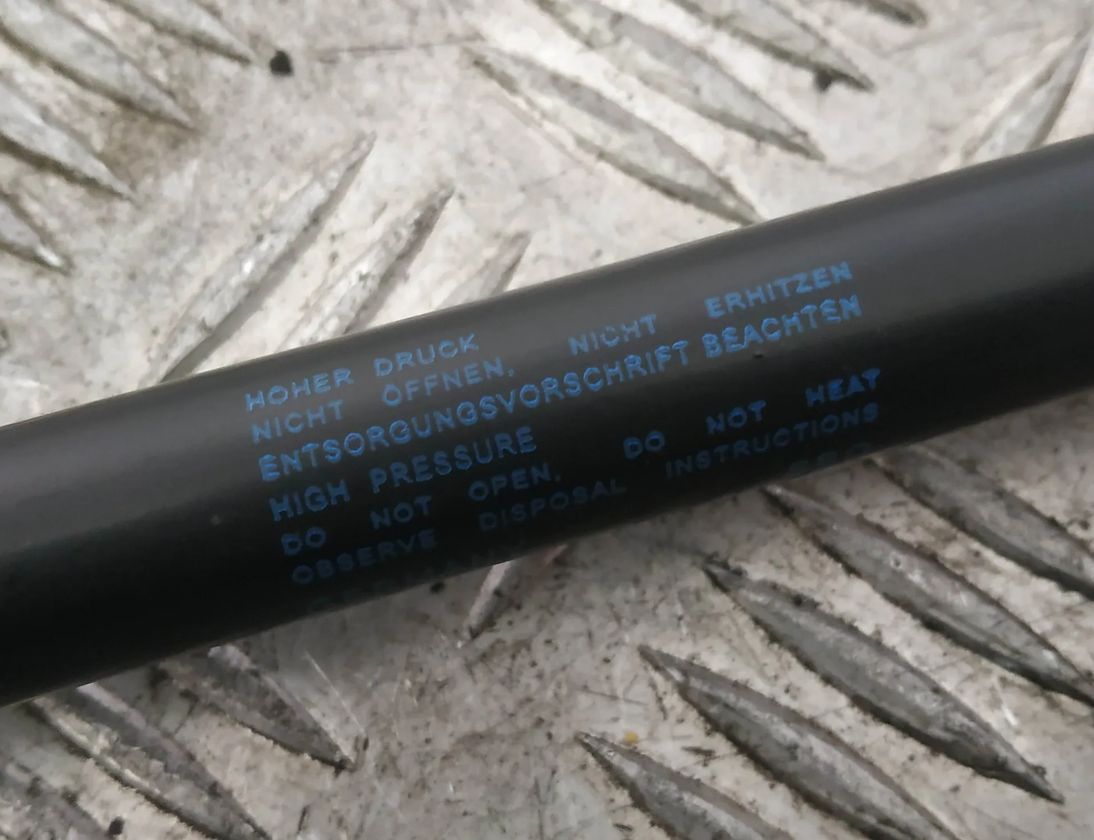 HOHER DRUCK
NICHT ÖFFNEN, NICHT ERHITZEN
ENTSORGUNGSVORSCHRIFT BEACHTEN
HIGH PRESSURE
DO NOT OPEN, DO NOT HEAT
OBSERVE DISPOSAL INSTRUCTIONS